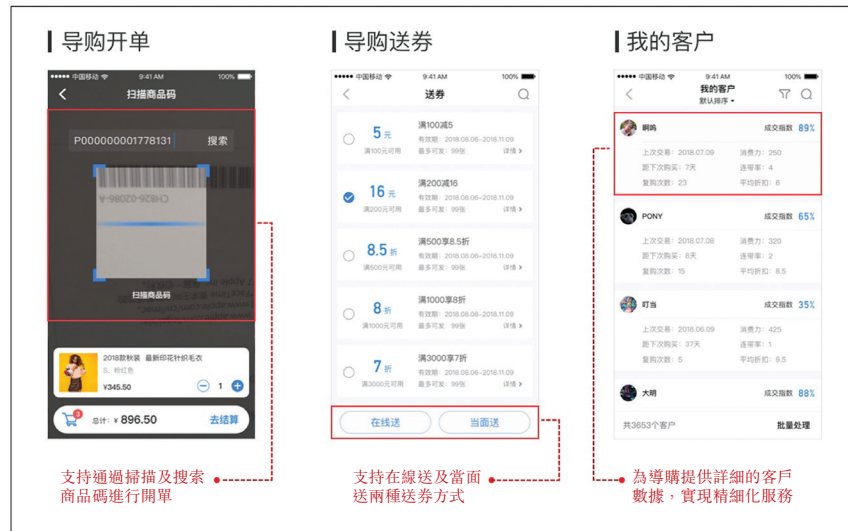 导购开单
导购送券
我的客户
中国移动
9:41 AM
100%
扫描商品码
P000000001778131
搜索
CH826-02086-A
扫描商品码
2018款秋装 最新印花针织毛衣
S、粉红色
¥345.50
1
3
总计：¥ 896.50
去结算
支持通過掃描及搜索
商品碼進行開單
中国移动
9:41 AM
100%
送券
5元
满100元可用
满100减5
有效期：2018.08.06-2018.11.09
最多可发：99张
详情 >
16元
满200元可用
满200减16
有效期：2018.08.06-2018.11.09
最多可发：99张
详情 >
8.5折
满500元可用
满500享8.5折
有效期：2018.08.06-2018.11.09
最多可发：99张
详情 >
8折
满1000元可用
满1000享8折
有效期：2018.08.06-2018.11.09
最多可发：99张
详情 >
7折
满3000元可用
满3000享7折
有效期：2018.08.06-2018.11.09
最多可发：99张
详情 >
在线送
当面送
支持在線送及當面
送兩種送券方式
中国移动
9:41 AM
100%
我的客户
默认排序
成交指数 89%
上次交易：2018.07.09 消费力：250
距下次购买：7天 连带率：4
复购次数：23 平均折扣：6
PONY 成交指数 65%
上次交易：2018.07.08 消费力：320
距下次购买：8天 连带率：2
复购次数：15 平均折扣：8.5
叮当 成交指数 35%
上次交易：2018.06.09 消费力：425
距下次购买：37天 连带率：1
复购次数：5 平均折扣：9.5
大明 成交指数 88%
共3653个客户
批量处理
為導購提供詳細的客戶
數據，實現精細化服務